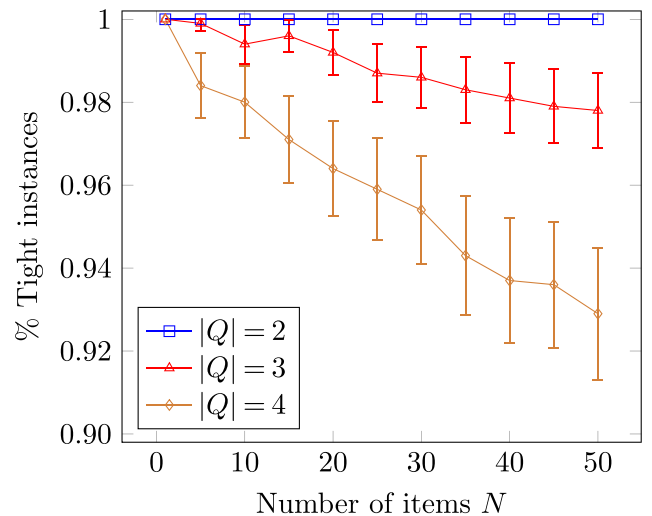 1
0.98
0.96
0.94
0.92
0.90
% Tight instances
|Q| = 2
|Q| = 3
|Q| = 4
0 10 20 30 40 50
Number of items N